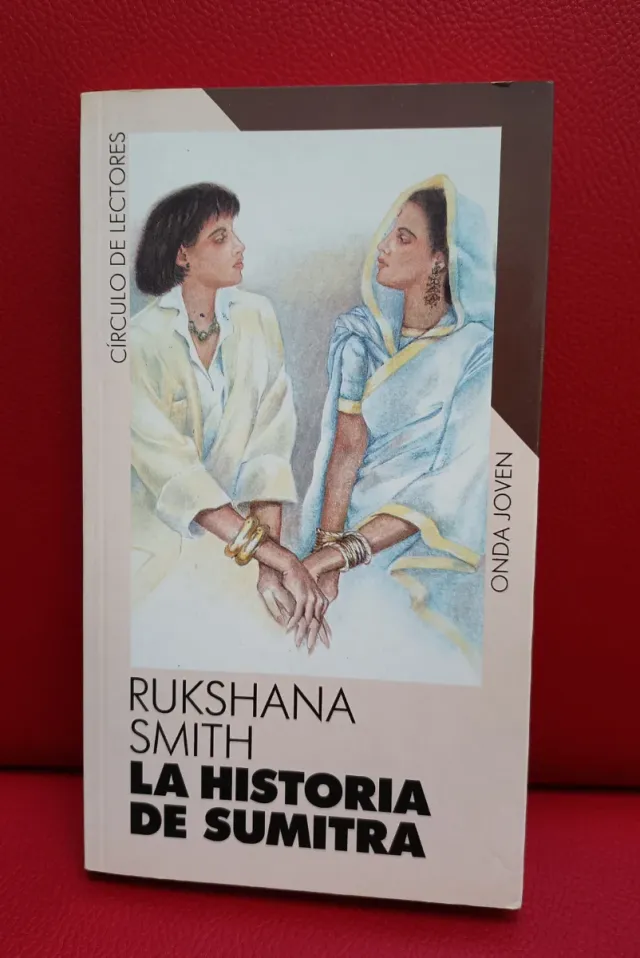 CÍRCULO DE LECTORES
ONDA JOVEN
RUKSHANA
SMITH
LA HISTORIA
DE SUMITRA